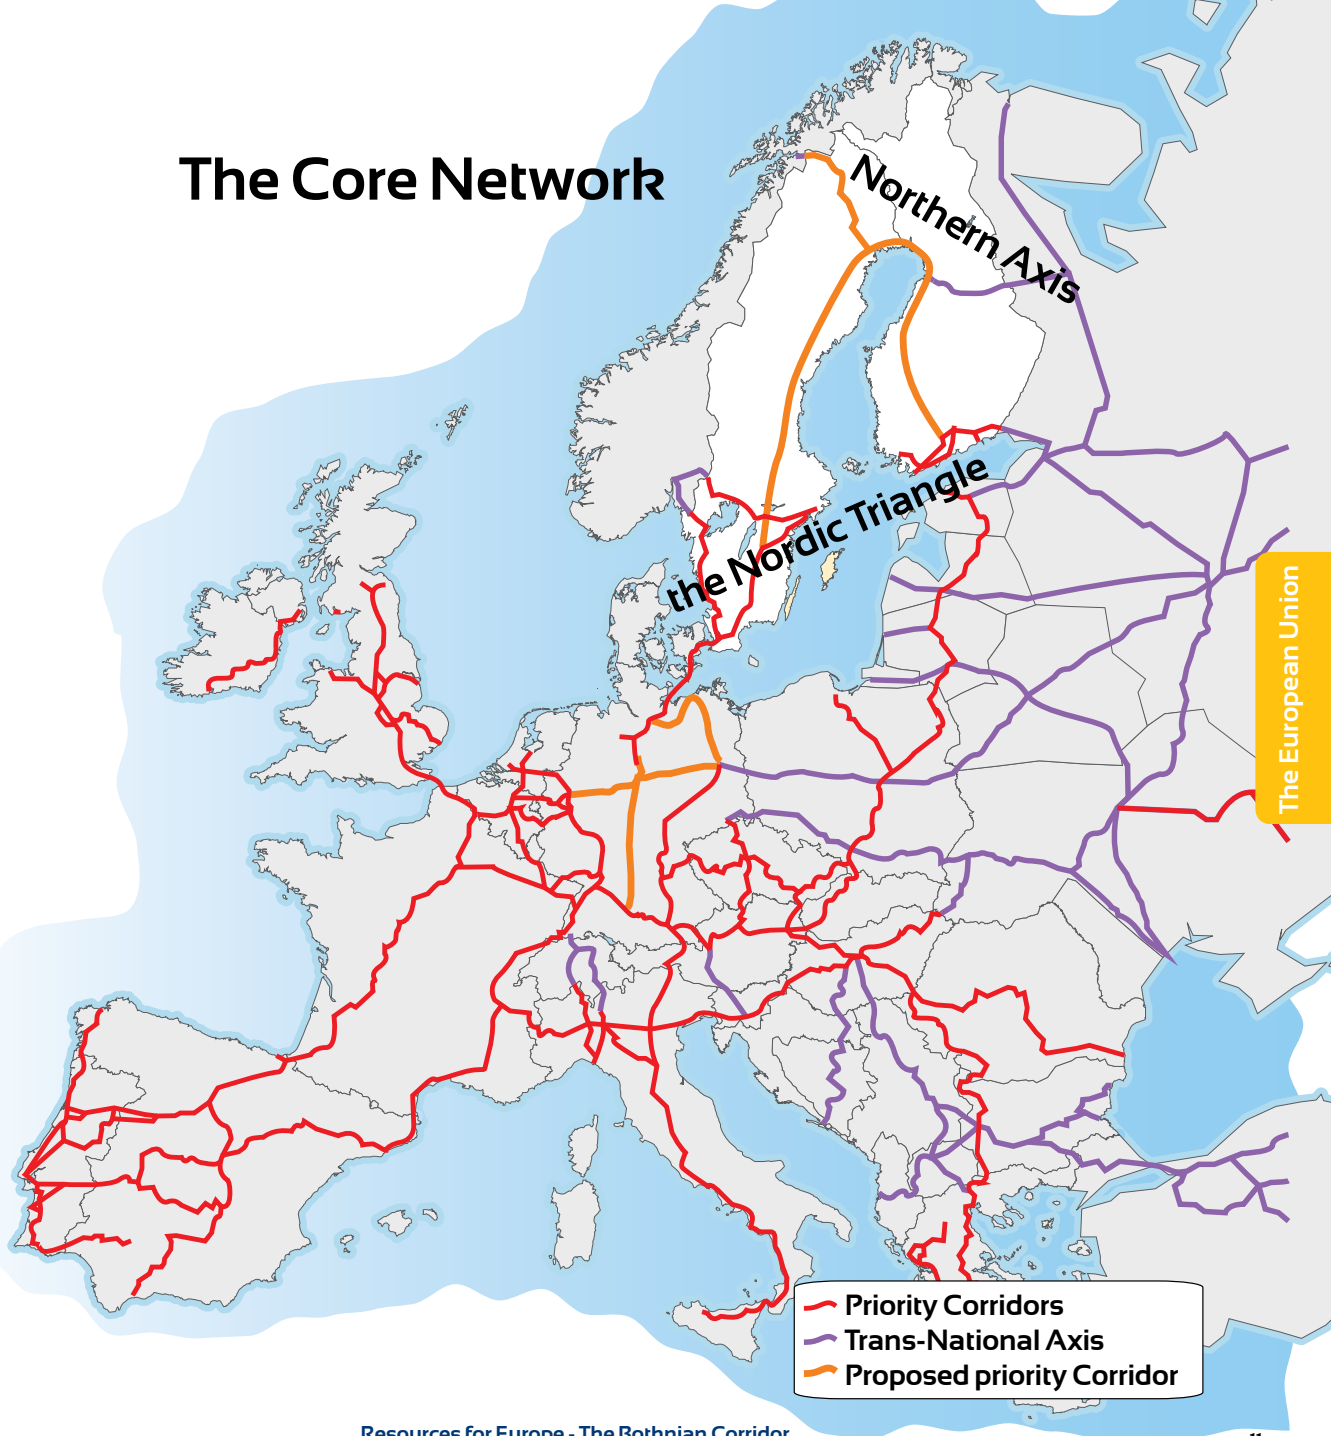 The Core Network
Northern Axis
the Nordic Triangle
The European Union
Priority Corridors
Trans-National Axis
Proposed priority Corridor
Resources for Europe - The Bothnian Corridor